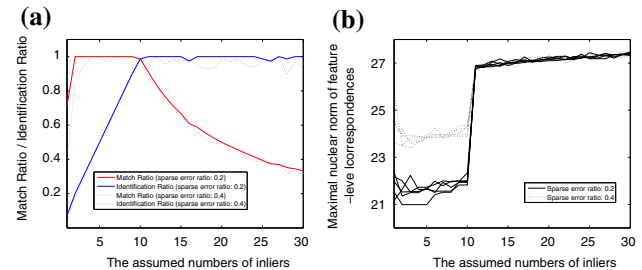 (a)
Match Ratio / Identification Ratio
1
0.8
0.6
0.4
0.2
Match Ratio (sparse error ratio: 0.2)
Identification Ratio (sparse error ratio: 0.2)
Match Ratio (sparse error ratio: 0.4)
Identification Ratio (sparse error ratio: 0.4)
5 10 15 20 25 30
The assumed numbers of inliers
(b)
Maximal nuclear norm of feature
–leve lcorrespondences
27
25
23
21
Sparse error ratio: 0.2
Sparse error ratio: 0.4
5 10 15 20 25 30
The assumed numbers of inliers